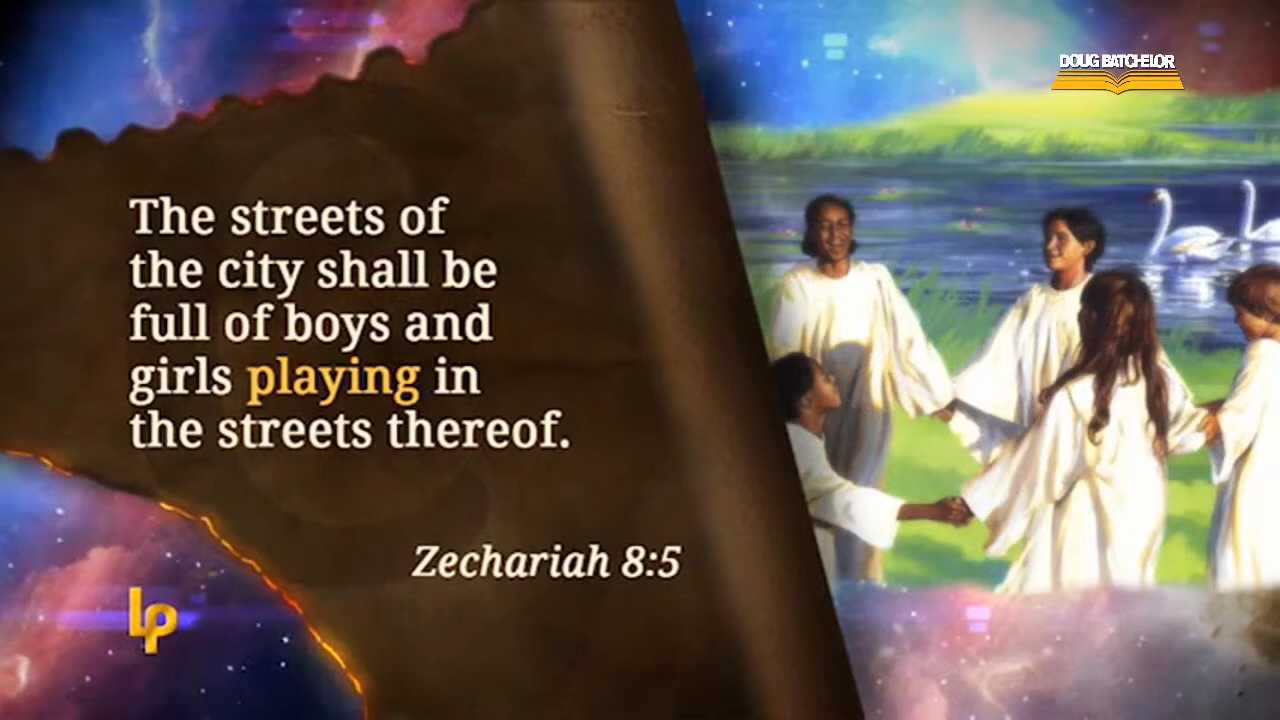 DOUG BATCHELOR
The streets of
the city shall be
full of boys and
girls playing in
the streets thereof.
Zechariah 8:5
Lp